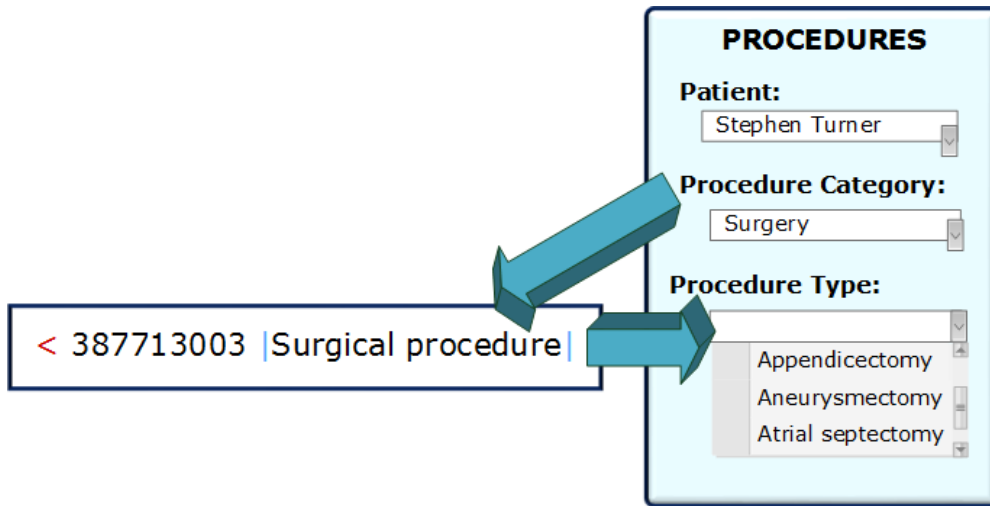 PROCEDURES
Patient:
Stephen Turner
Procedure Category:
Surgery
Procedure Type:
< 387713003 |Surgical procedure|
Appendicectomy
Aneurysmectomy
Atrial septectomy